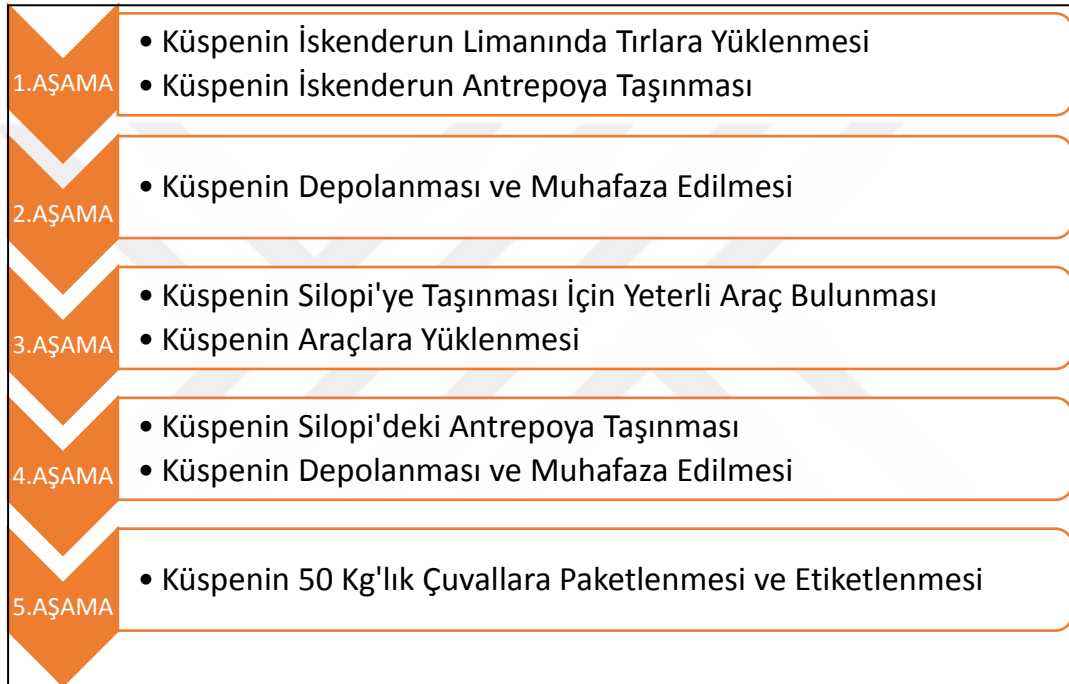 1.AŞAMA
• Küspenin İskenderun Limanında Tırlara Yüklenmesi
• Küspenin İskenderun Antrepoya Taşınması
2.AŞAMA
• Küspenin Depolanması ve Muhafaza Edilmesi
3.AŞAMA
• Küspenin Silopi'ye Taşınması İçin Yeterli Araç Bulunması
• Küspenin Araçlara Yüklenmesi
4.AŞAMA
• Küspenin Silopi'deki Antrepoya Taşınması
• Küspenin Depolanması ve Muhafaza Edilmesi
5.AŞAMA
• Küspenin 50 Kg'lık Çuvallara Paketlenmesi ve Etiketlenmesi